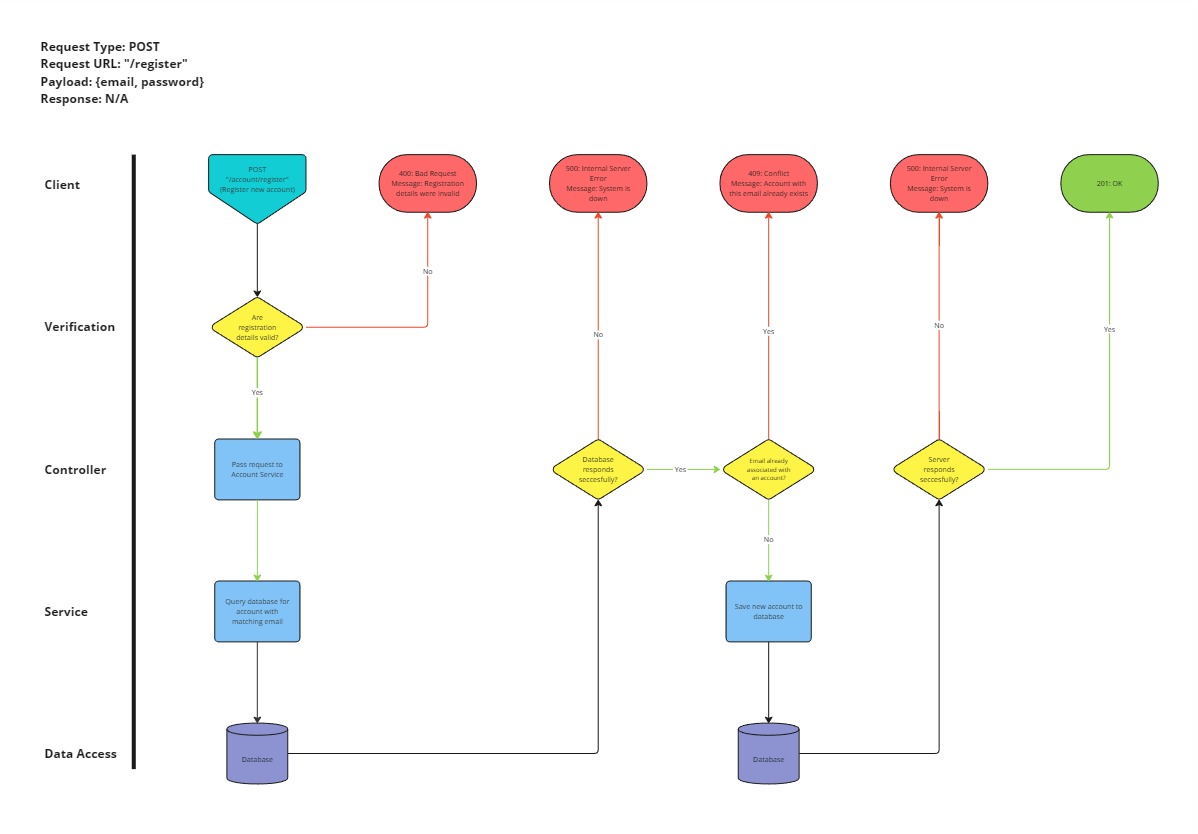 Request Type: POST
Request URL: "/register"
Payload: {email, password}
Response: N/A
Client
POST
"/account/register"
(Register new account)
400: Bad Request
Message: Registration
details were invalid
500: Internal Server
Error
Message: System is
down
409: Conflict
Message: Account with
this email already exists
500: Internal Server
Error
Message: System is
down
201: OK
No
Verification
Are
registration
details valid?
No
Yes
No
Yes
Yes
Controller
Pass request to
Account Service
Database
responds
seccesfully?
Yes
Email already
associated with
an account?
Server
responds
succesfully?
No
Service
Query database for
account with
matching email
Save new account to
database
Data Access
Database
Database